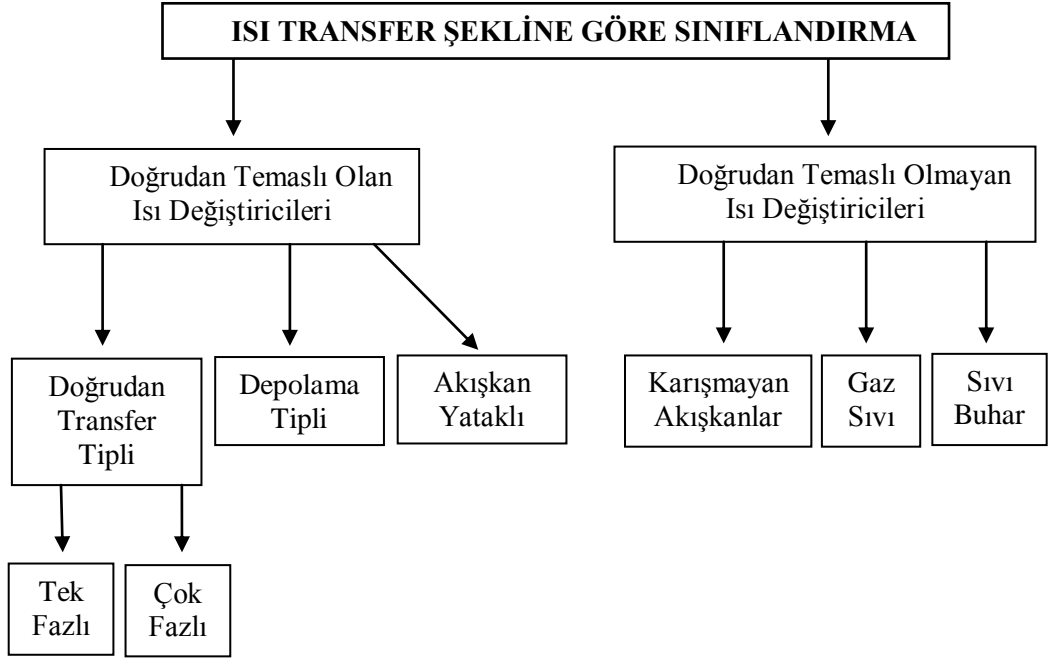 ISI TRANSFER ŞEKLİNE GÖRE SINIFLANDIRMA
Doğrudan Temaslı Olan
Isı Değiştiricileri
Doğrudan Temaslı Olmayan
Isı Değiştiricileri
Doğrudan
Transfer
Tipli
Depolama
Tipli
Akışkan
Yataklı
Karışmayan
Akışkanlar
Gaz
Sıvı
Sıvı
Buhar
Tek
Fazlı
Çok
Fazlı